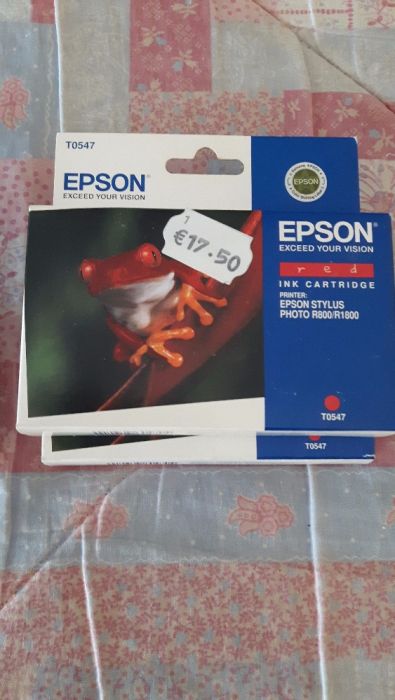 T0547
EPSON®
EXCEED YOUR VISION
EPSON
1
€17.50
EPSON®
EXCEED YOUR VISION
red
INK CARTRIDGE
PRINTER:
EPSON STYLUS
PHOTO R800/R1800
T0547
T0547